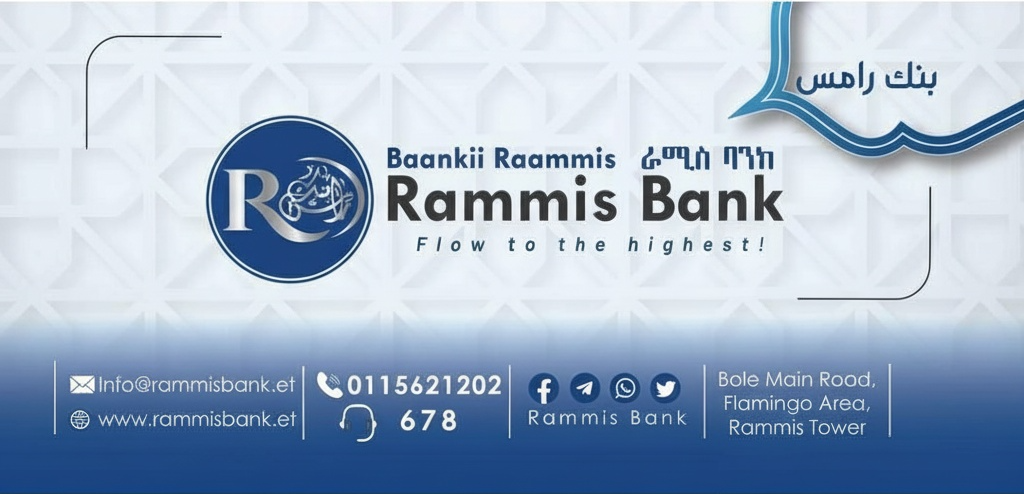 بنك رامس
Baankii Raammis ራሚስ ባንክ
R
Rammis Bank
Flow to the highest!
Info@rammisbank.et
www.rammisbank.et
0115621202
678
Rammis Bank
Bole Main Rood,
Flamingo Area,
Rammis Tower